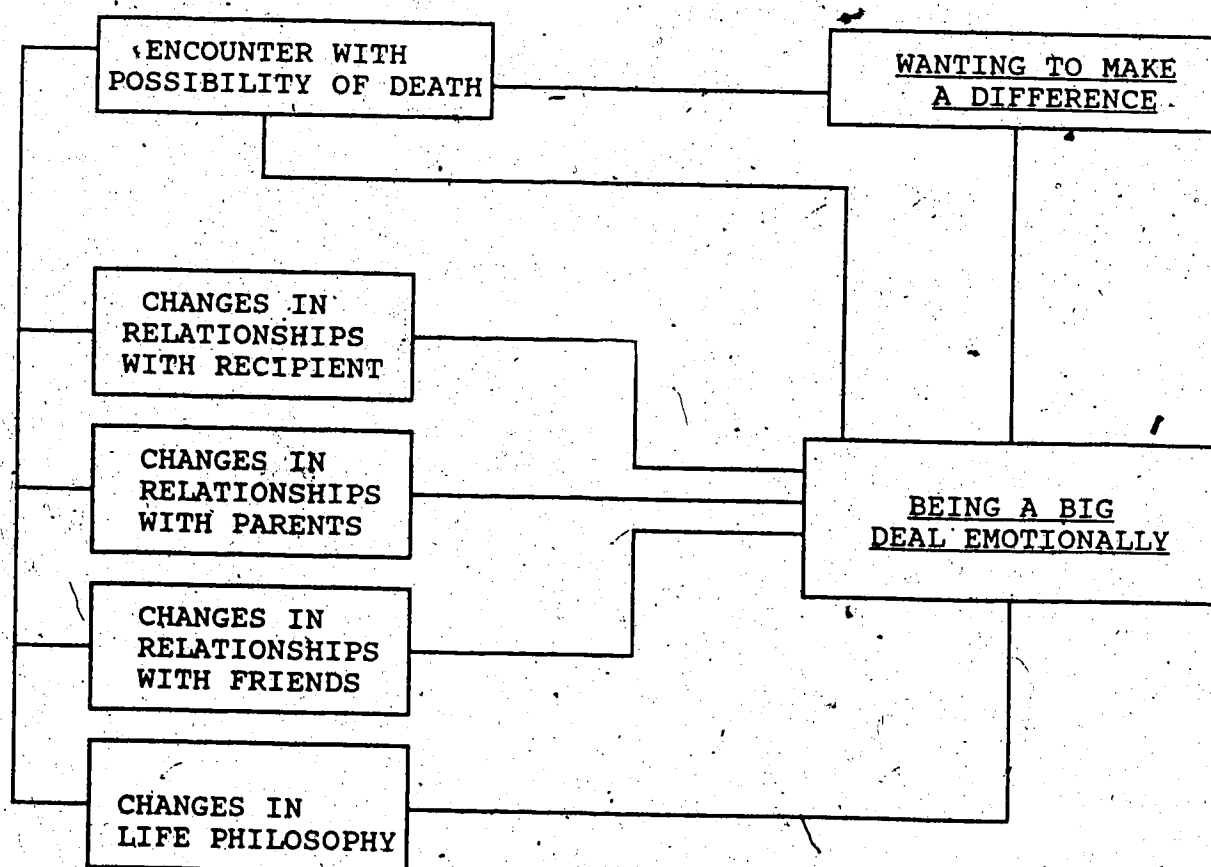 ENCOUNTER WITH
POSSIBILITY OF DEATH
WANTING TO MAKE
A DIFFERENCE
CHANGES IN
RELATIONSHIPS
WITH RECIPIENT
CHANGES IN
RELATIONSHIPS
WITH PARENTS
BEING A BIG
DEAL EMOTIONALLY
CHANGES IN
RELATIONSHIPS
WITH FRIENDS
CHANGES IN
LIFE PHILOSOPHY